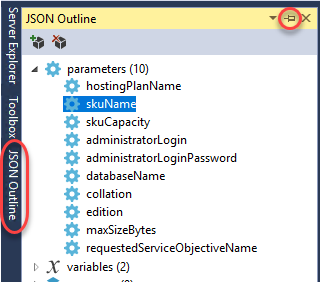 JSON Outline
Server Explorer
Toolbox
JSON Outline
parameters (10)
hostingPlanName
skuName
skuCapacity
administratorLogin
administratorLoginPassword
databaseName
collation
edition
maxSizeBytes
requestedServiceObjectiveName
variables (2)